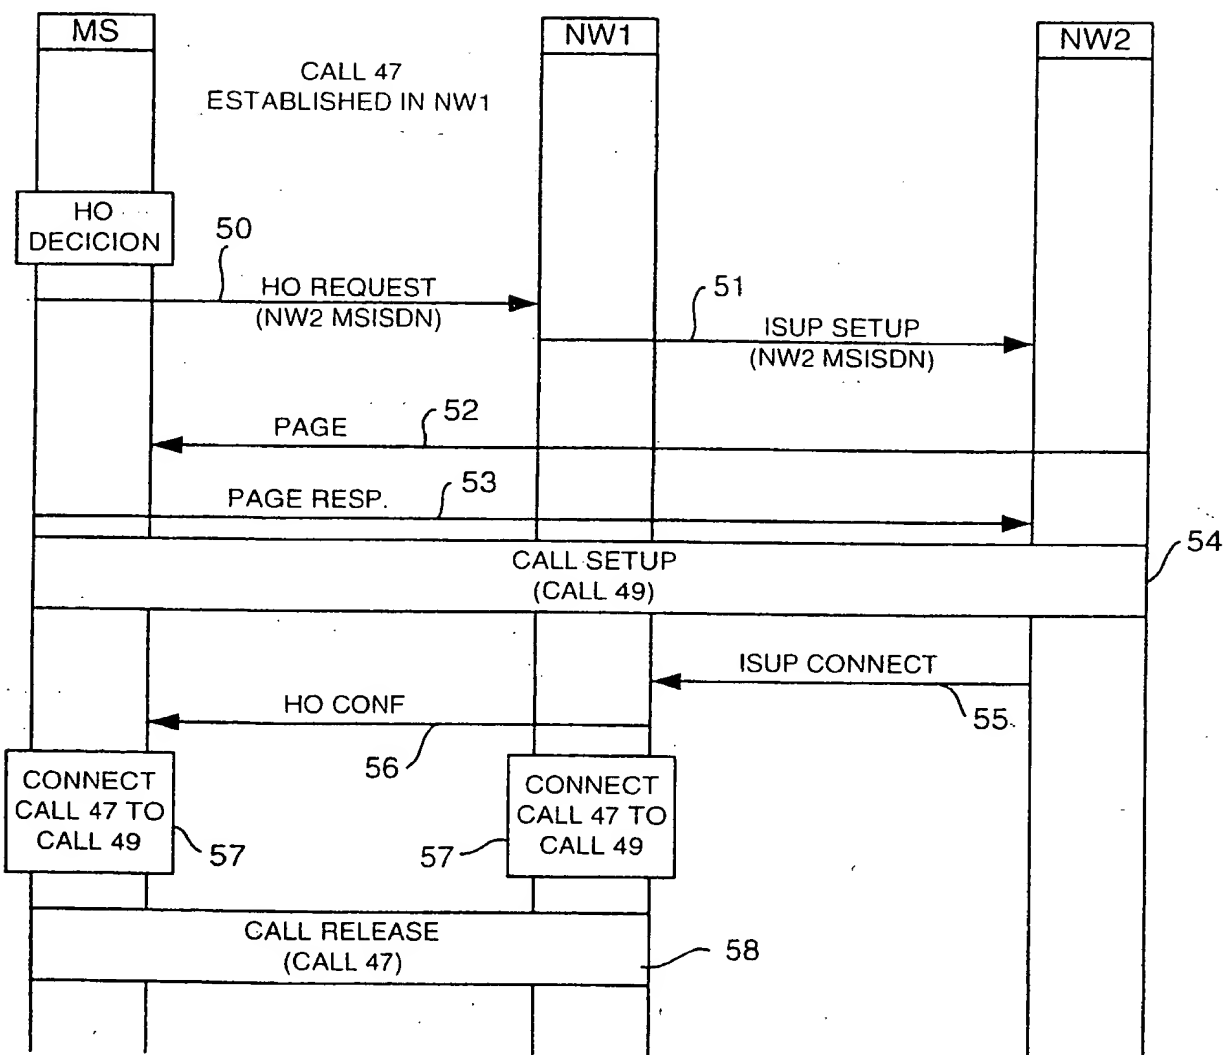 MS
NW1
NW2
CALL 47
ESTABLISHED IN NW1
HO
DECICION
50
HO REQUEST
(NW2 MSISDN)
51
ISUP SETUP
(NW2 MSISDN)
52
PAGE
53
PAGE RESP.
54
CALL SETUP
(CALL 49)
ISUP CONNECT
55
HO CONF
56
CONNECT
CALL 47 TO
CALL 49
57
CONNECT
CALL 47 TO
CALL 49
57
CALL RELEASE
(CALL 47)
58